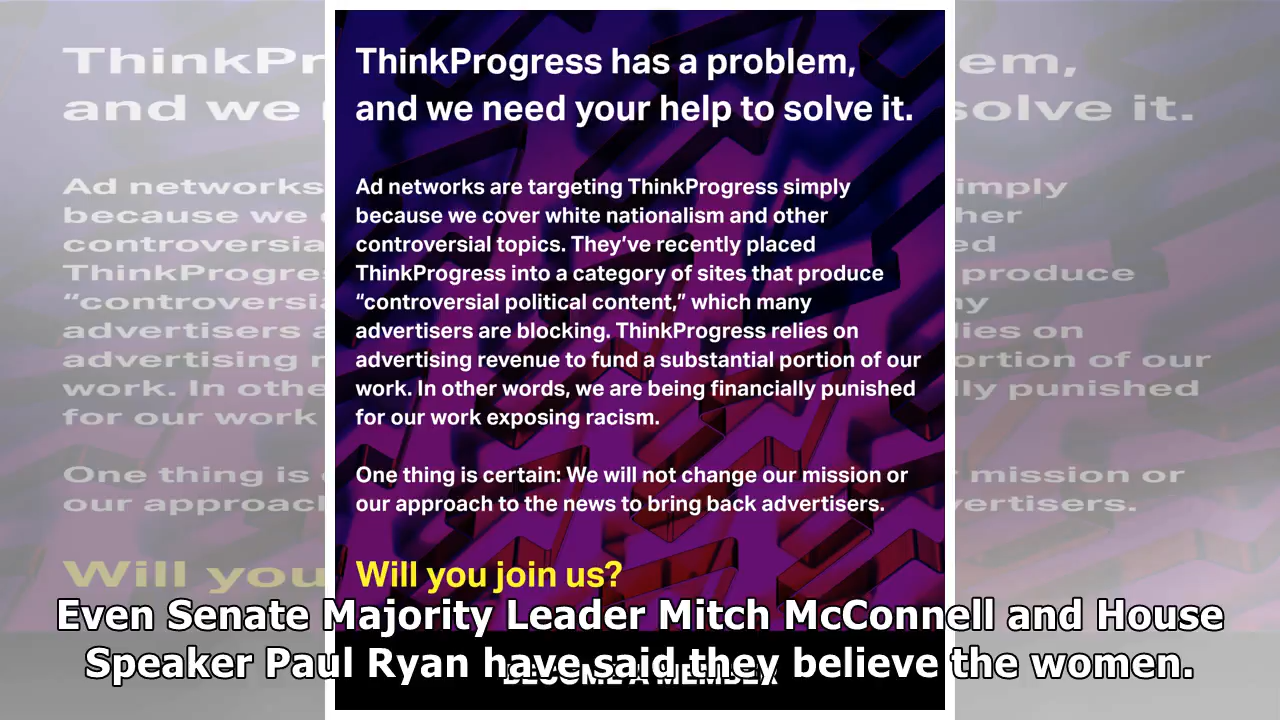 ThinkProgress has a problem,
and we need your help to solve it.
Ad networks are targeting ThinkProgress simply
because we cover white nationalism and other
controversial topics. They’ve recently placed
ThinkProgress into a category of sites that produce
“controversial political content,” which many
advertisers are blocking. ThinkProgress relies on
advertising revenue to fund a substantial portion of our
work. In other words, we are being financially punished
for our work exposing racism.
One thing is certain: We will not change our mission or
our approach to the news to bring back advertisers.
Will you join us?
Even Senate Majority Leader Mitch McConnell and House
Speaker Paul Ryan have said they believe the women.
BECOME A MEMBER